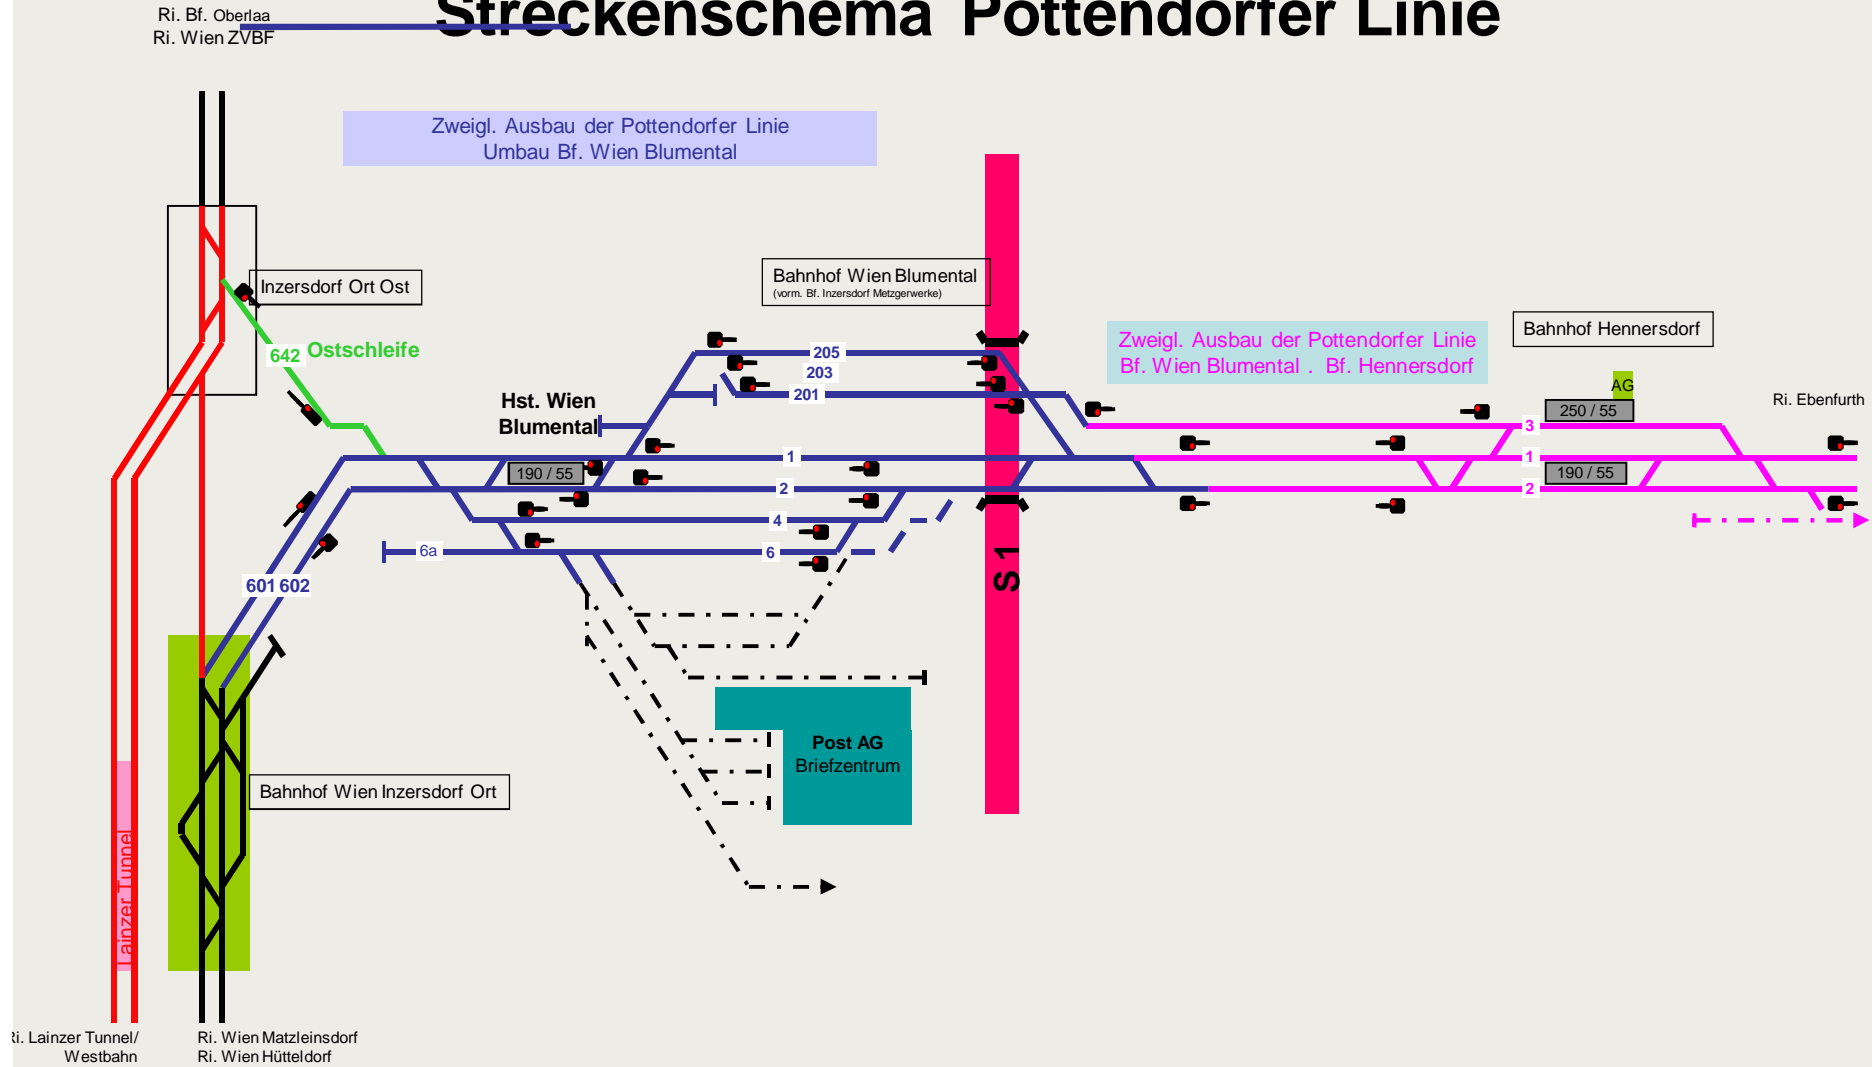 Streckenschema Pottendorfer Linie
Ri. Bf. Oberlaa
Ri. Wien ZVBF
Zweigl. Ausbau der Pottendorfer Linie
Umbau Bf. Wien Blumental
Inzersdorf Ort Ost
Bahnhof Wien Blumental
(vorm. Bf. Inzersdorf Metzgerwerke)
Bahnhof Hennersdorf
Zweigl. Ausbau der Pottendorfer Linie
Bf. Wien Blumental . Bf. Hennersdorf
642 Ostschleife
205
203
201
AG
Ri. Ebenfurth
Hst. Wien
Blumental
250 / 55
3
1
1
190 / 55
190 / 55
2
2
4
6a
6
601 602
S 1
Post AG
Briefzentrum
Bahnhof Wien Inzersdorf Ort
Lainzer Tunnel
Ri. Lainzer Tunnel/
Westbahn
Ri. Wien Matzleinsdorf
Ri. Wien Hütteldorf